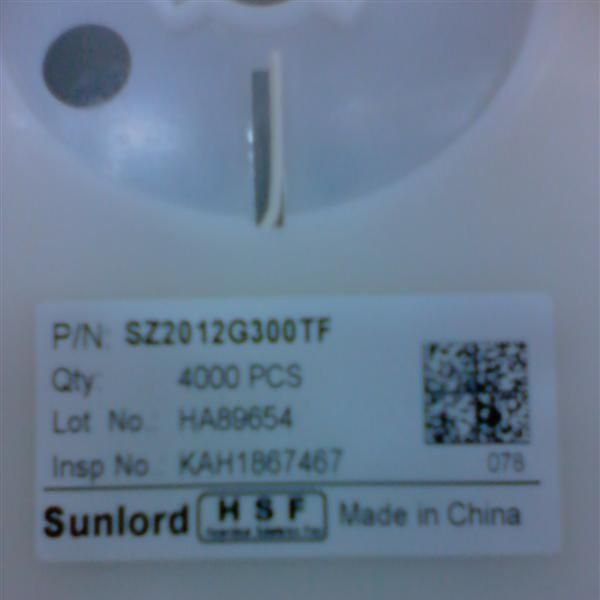 P/N: SZ2012G300TF
Qty: 4000 PCS
Lot No.: HA89654
Insp No.: KAH1867467
078
Sunlord HSF Made in China